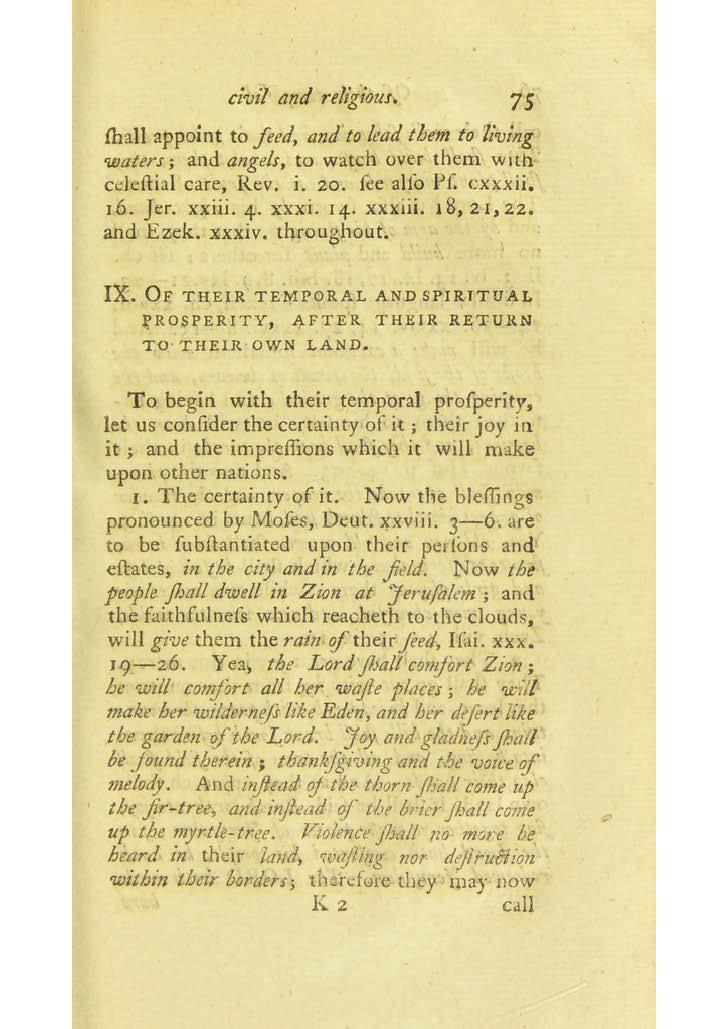 civil and religious. 75
ſhall appoint to feed, and to lead them to living
waters; and angels, to watch over them with
celeſtial care, Rev. i. 20. ſee alſo Pſ. cxxxii.
16. Jer. xxiii. 4. xxxi. 14. xxxiii. 18, 21, 22.
and Ezek. xxxiv. throughout.
IX. OF THEIR TEMPORAL AND SPIRITUAL
PROSPERITY, AFTER THEIR RETURN
TO THEIR OWN LAND.
To begin with their temporal proſperity,
let us conſider the certainty of it; their joy in
it; and the impreſſions which it will make
upon other nations.
1. The certainty of it. Now the bleſſings
pronounced by Moſes, Deut. xxviii. 3—6. are
to be ſubſtantiated upon their perſons and
eſtates, in the city and in the field. Now the
people ſhall dwell in Zion at Jeruſalem; and
the faithfulneſs which reacheth to the clouds,
will give them the rain of their ſeed, Iſai. xxx.
19—26. Yea, the Lord ſhall comfort Zion;
he will comfort all her waſte places; he will
make her wilderneſs like Eden, and her deſert like
the garden of the Lord. Joy and gladneſs ſhall
be found therein; thankſgiving and the voice of
melody. And inſtead of the thorn ſhall come up
the fir-tree, and inſtead of the brier ſhall come
up the myrtle-tree. Violence ſhall no more be
heard in their land, waſting nor deſtruction
within their borders; therefore they may now
K 2 call